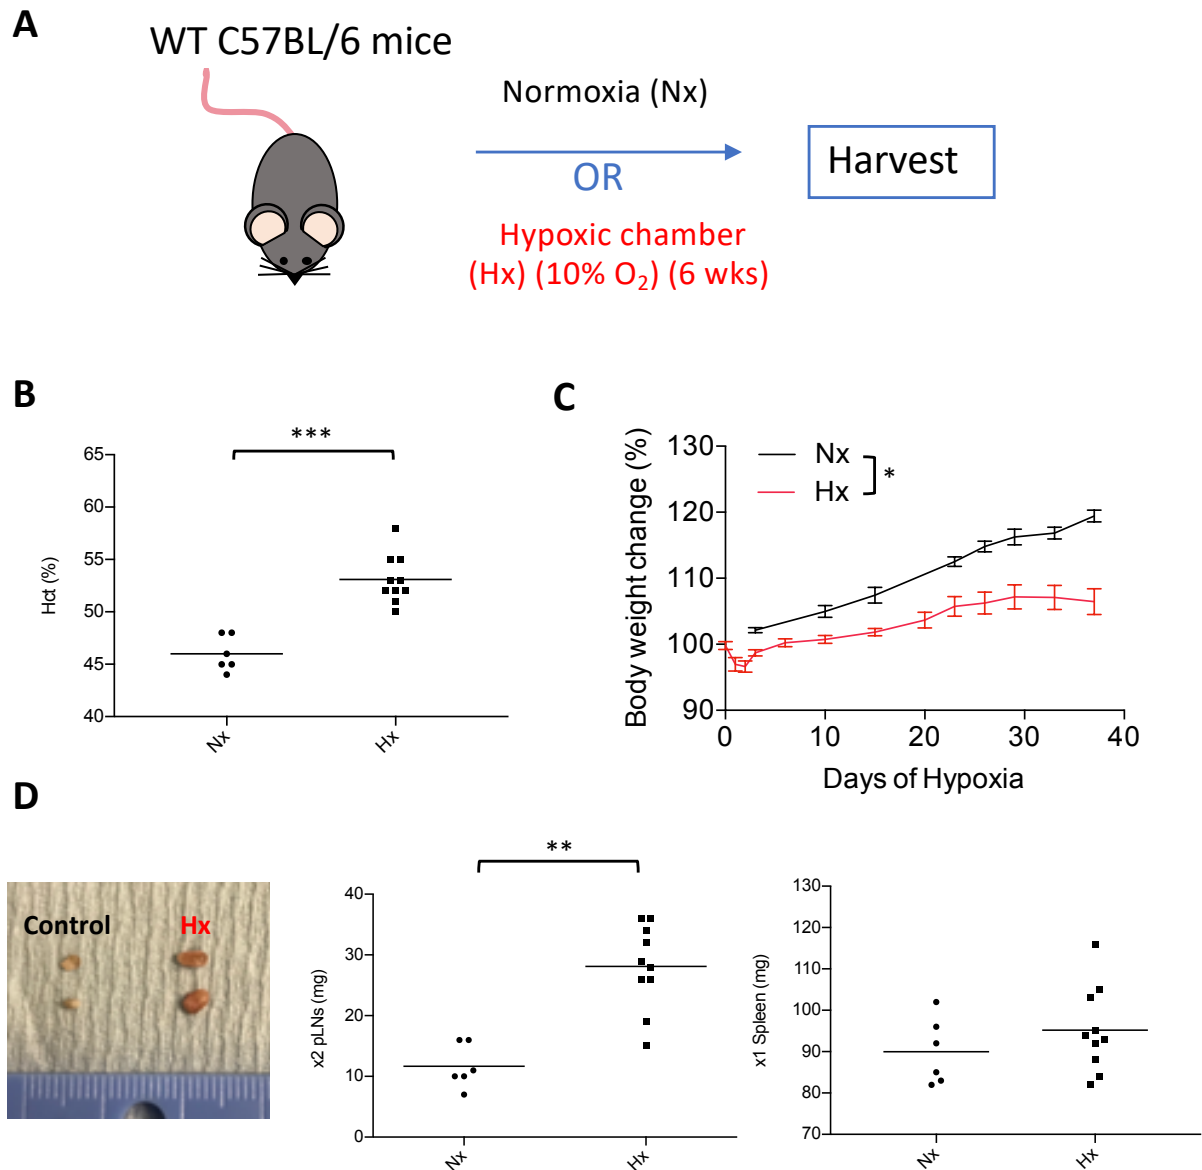 A
WT C57BL/6 mice
Normoxia (Nx)
OR
Hypoxic chamber
(Hx) (10% O₂) (6 wks)
Harvest
B
***
65
60
55
50
45
40
Hct (%)
Nx
Hx
C
130
120
110
100
90
Body weight change (%)
Nx
Hx
*
0
10
20
30
40
Days of Hypoxia
D
Control
Hx
**
40
30
20
10
0
x2 pLNs (mg)
Nx
Hx
130
120
110
100
90
80
70
x1 Spleen (mg)
Nx
Hx